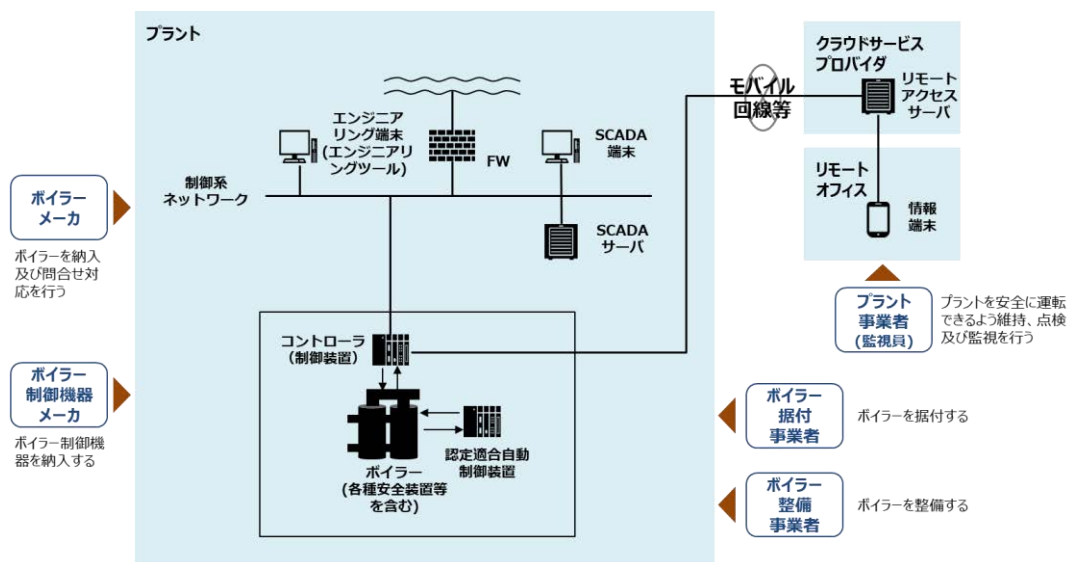 プラント
クラウドサービス
プロバイダ
リモート
アクセス
サーバ
モバイル
回線等
エンジニア
リング端末
(エンジニアリ
ングツール)
FW
SCADA
端末
リモート
オフィス
情報
端末
制御系
ネットワーク
SCADA
サーバ
ボイラー
メーカ
ボイラーを納入
及び問合せ対
応を行う
プラント
事業者
(監視員)
プラントを安全に運転
できるよう維持、点検
及び監視を行う
コントローラ
(制御装置)
ボイラー
制御機器
メーカ
ボイラー制御機
器を納入する
認定適合自動
制御装置
ボイラー
(各種安全装置等
を含む)
ボイラー
据付
事業者
ボイラーを据付する
ボイラー
整備
事業者
ボイラーを整備する